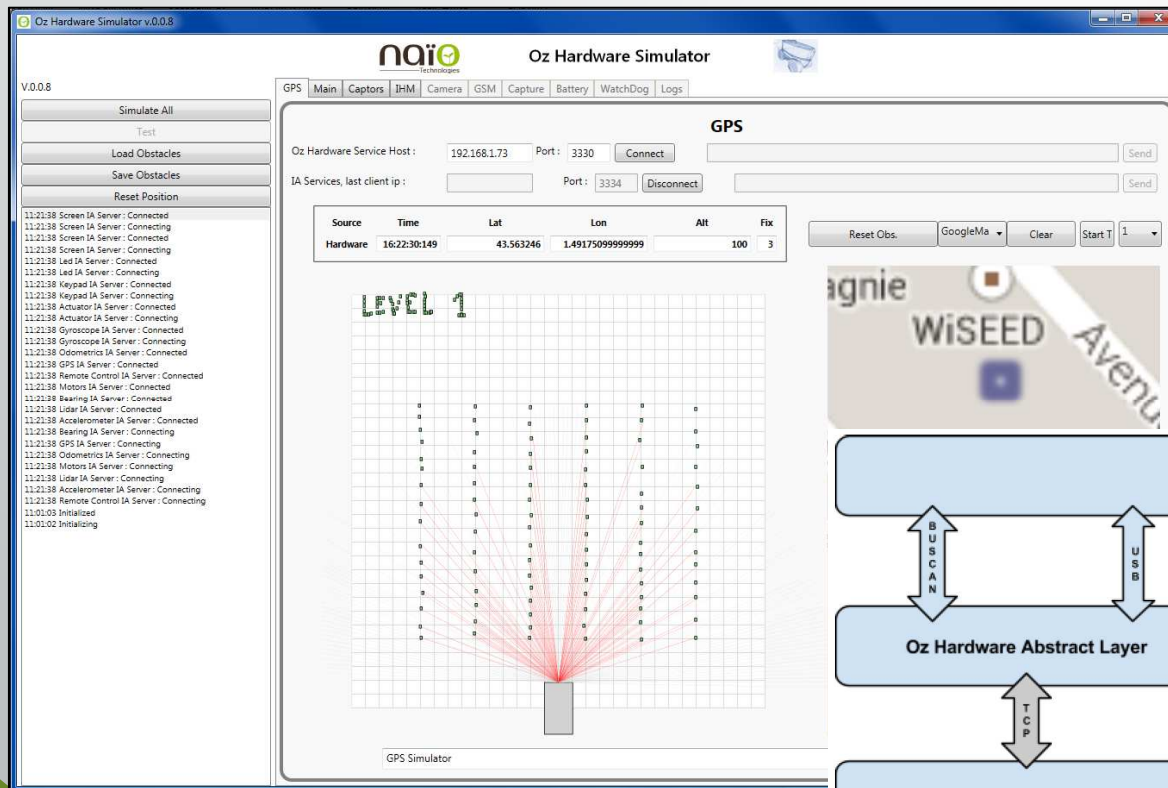 Oz Hardware Simulator v.0.0.8
naïo Technologies
Oz Hardware Simulator
V.0.0.8
Simulate All
Test
Load Obstacles
Save Obstacles
Reset Position
11:21:38 Screen IA Server : Connected
11:21:38 Screen IA Server : Connecting
11:21:38 Screen IA Server : Connected
11:21:38 Screen IA Server : Connecting
11:21:38 Led IA Server : Connected
11:21:38 Led IA Server : Connecting
11:21:38 Keypad IA Server : Connected
11:21:38 Keypad IA Server : Connecting
11:21:38 Actuator IA Server : Connected
11:21:38 Actuator IA Server : Connecting
11:21:38 Gyroscope IA Server : Connected
11:21:38 Gyroscope IA Server : Connecting
11:21:38 Odometrics IA Server : Connected
11:21:38 GPS IA Server : Connected
11:21:38 Remote Control IA Server : Connected
11:21:38 Motors IA Server : Connected
11:21:38 Bearing IA Server : Connected
11:21:38 Lidar IA Server : Connected
11:21:38 Accelerometer IA Server : Connected
11:21:38 Bearing IA Server : Connecting
11:21:38 GPS IA Server : Connecting
11:21:38 Odometrics IA Server : Connecting
11:21:38 Motors IA Server : Connecting
11:21:38 Lidar IA Server : Connecting
11:21:38 Accelerometer IA Server : Connecting
11:21:38 Remote Control IA Server : Connecting
11:01:03 Initialized
11:01:02 Initializing
GPS Main Captors IHM Camera GSM Capture Battery WatchDog Logs
GPS
Oz Hardware Service Host : 192.168.1.73 Port : 3330 Connect Send
IA Services, last client ip : Port : 3334 Disconnect Send
Source Time Lat Lon Alt Fix
Hardware 16:22:30:149 43.563246 1.49175099999999 100 3
Reset Obs. GoogleMa Clear Start T 1
LEVEL 1
agnie
WiSEED
Avenu
BUSCAN
USB
Oz Hardware Abstract Layer
TCP
GPS Simulator